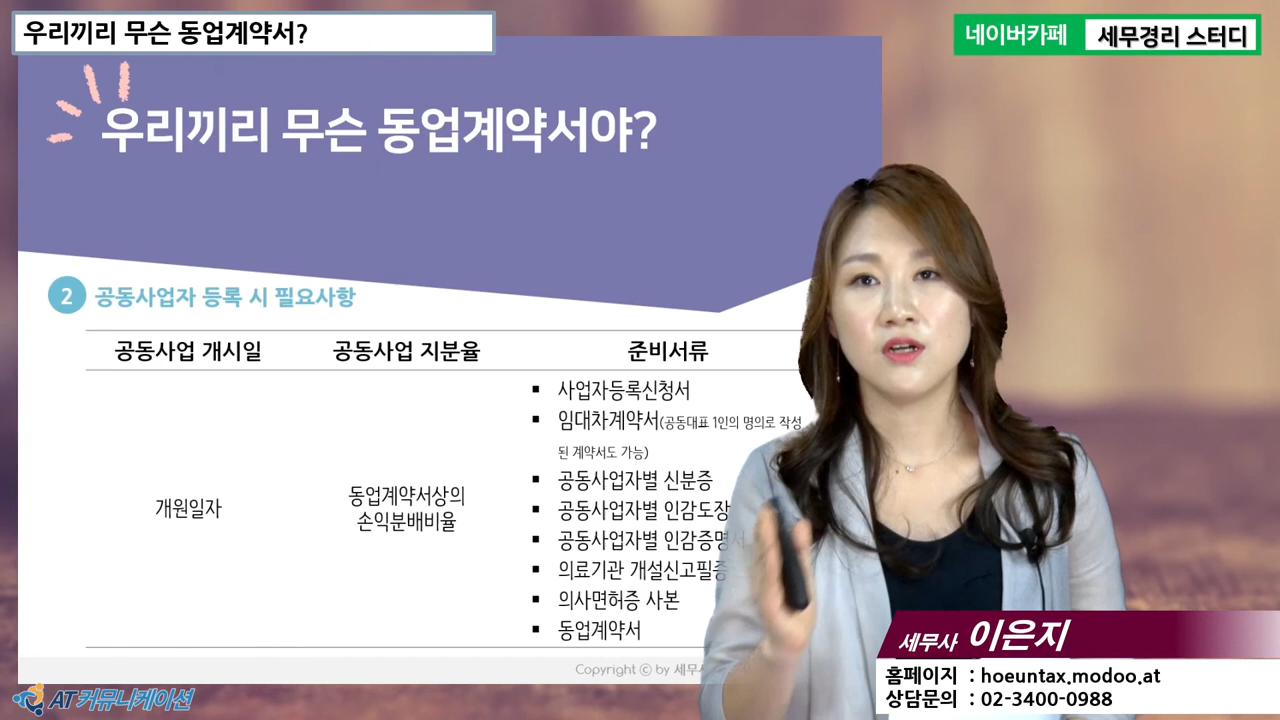 우리끼리 무슨 동업계약서?
네이버카페 세무경리 스터디
우리끼리 무슨 동업계약서야?
2 공동사업자 등록 시 필요사항
공동사업 개시일 공동사업 지분율 준비서류
개원일자
동업계약서상의
손익분배비율
▪ 사업자등록신청서
▪ 임대차계약서(공동대표 1인의 명의로 작성
된 계약서도 가능)
▪ 공동사업자별 신분증
▪ 공동사업자별 인감도장
▪ 공동사업자별 인감증명서
▪ 의료기관 개설신고필증
▪ 의사면허증 사본
▪ 동업계약서
Copyright ⓒ by 세무
AT커뮤니케이션
세무사 이은지
홈페이지 : hoeuntax.modoo.at
상담문의 : 02-3400-0988